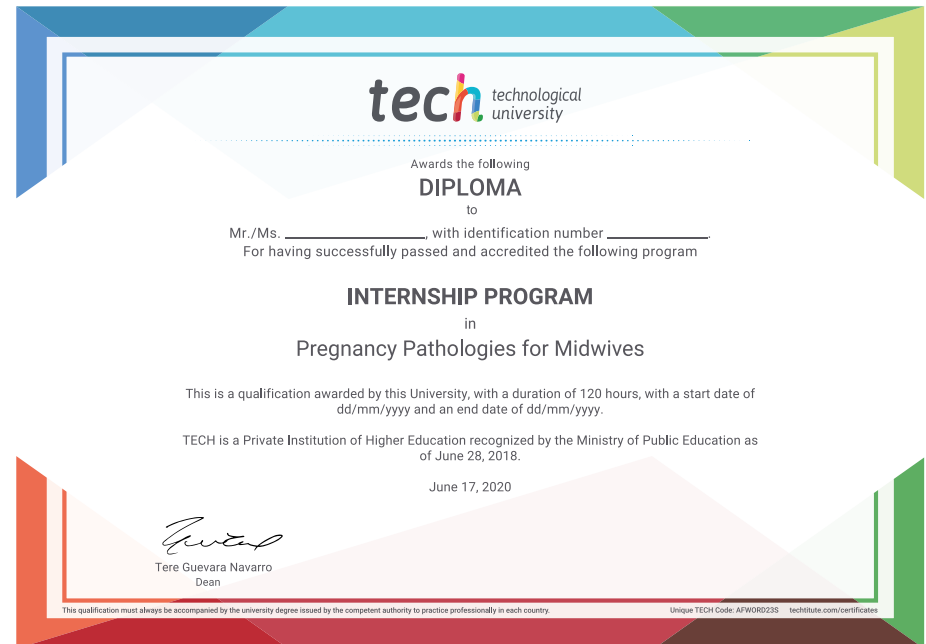 tech technological
university
Awards the following
DIPLOMA
to
Mr./Ms. ____________________, with identification number ______________.
For having successfully passed and accredited the following program
INTERNSHIP PROGRAM
in
Pregnancy Pathologies for Midwives
This is a qualification awarded by this University, with a duration of 120 hours, with a start date of
dd/mm/yyyy and an end date of dd/mm/yyyy.
TECH is a Private Institution of Higher Education recognized by the Ministry of Public Education as
of June 28, 2018.
June 17, 2020
Tere Guevara Navarro
Dean
This qualification must always be accompanied by the university degree issued by the competent authority to practice professionally in each country. Unique TECH Code: AFWORD23S techtitute.com/certificates